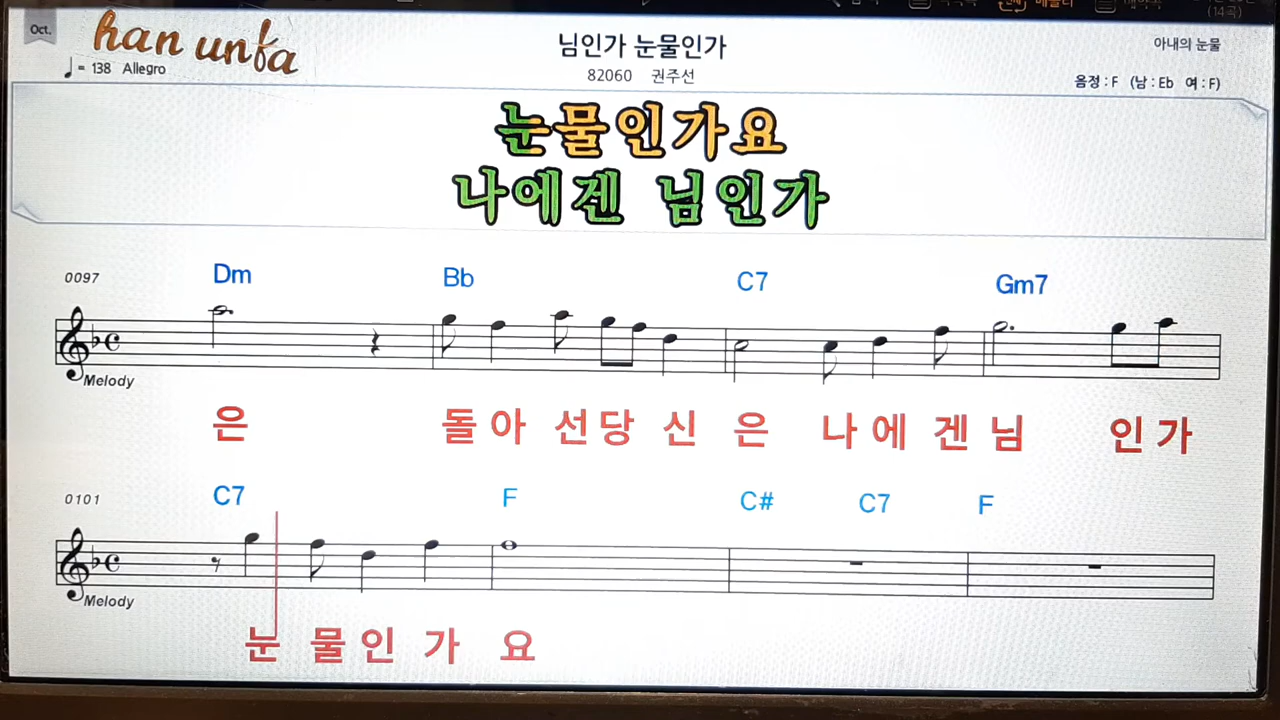 Oct.
han unfa
(14곡)
님인가 눈물인가
아내의 눈물
♩= 138 Allegro
82060 권주선
음정 : F (남 : Eb 여 : F)
눈물인가요
나에겐 님인가
0097 Dm Bb C7 Gm7
Melody
은 돌 아 선 당 신 은 나 에 겐 님 인 가
0101 C7 F C# C7 F
Melody
눈 물 인 가 요